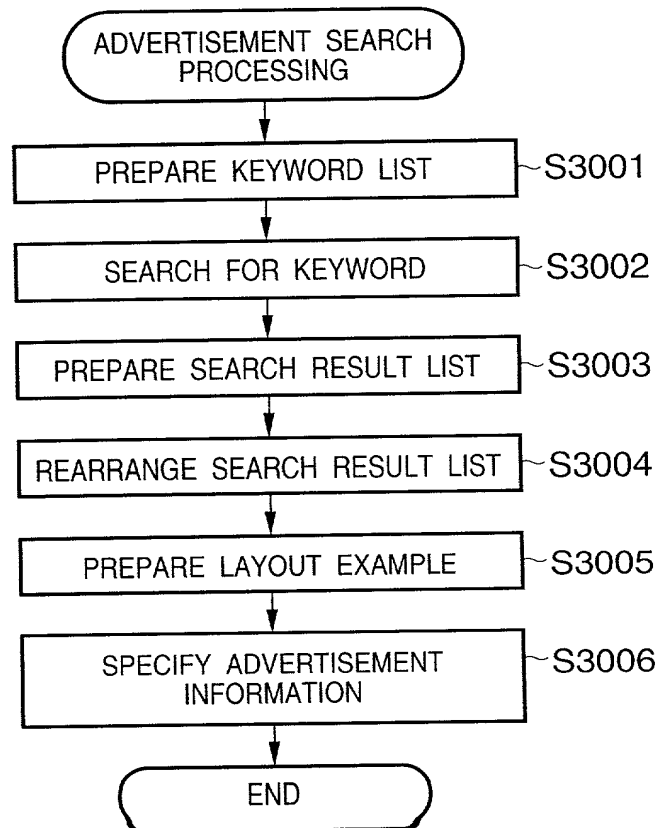 ADVERTISEMENT SEARCH
PROCESSING
PREPARE KEYWORD LIST
S3001
SEARCH FOR KEYWORD
S3002
PREPARE SEARCH RESULT LIST
S3003
REARRANGE SEARCH RESULT LIST
S3004
PREPARE LAYOUT EXAMPLE
S3005
SPECIFY ADVERTISEMENT
INFORMATION
S3006
END